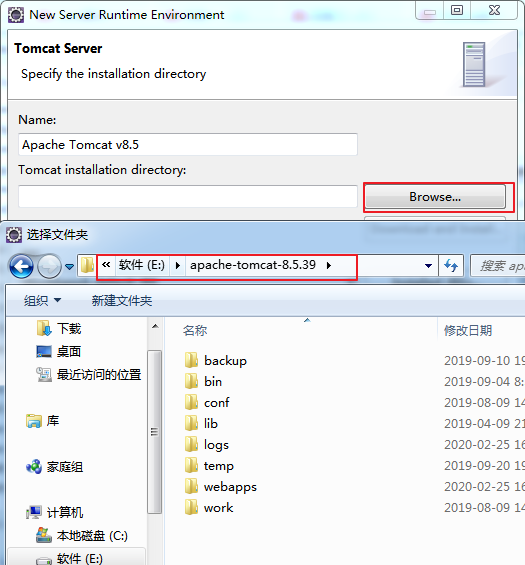 New Server Runtime Environment
Tomcat Server
Specify the installation directory
Name:
Apache Tomcat v8.5
Tomcat installation directory:
Browse...
Download and Install...
选择文件夹
« 软件 (E:) ▸ apache-tomcat-8.5.39 ▸
搜索 ap
组织 新建文件夹
名称 修改日期
下载
桌面
最近访问的位置
库
家庭组
计算机
本地磁盘 (C:)
软件 (E:)
backup 2019-09-10 19
bin 2019-09-04 8:
conf 2019-08-09 14
lib 2019-04-09 21
logs 2020-02-25 16
temp 2019-09-20 19
webapps 2020-02-25 16
work 2019-08-09 14